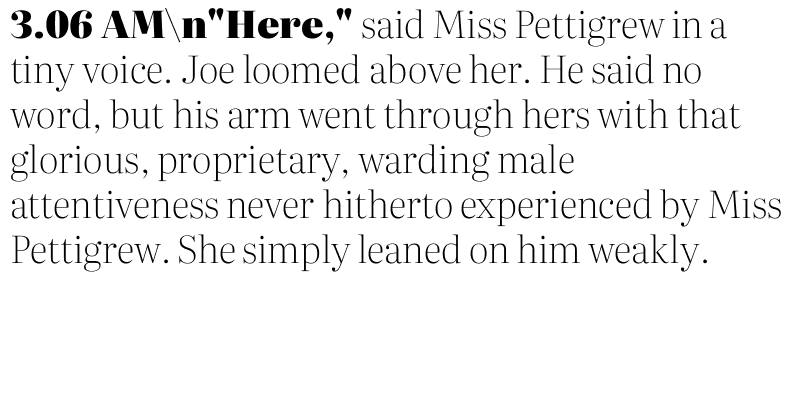 3.06 AM\n"Here," said Miss Pettigrew in a
tiny voice. Joe loomed above her. He said no
word, but his arm went through hers with that
glorious, proprietary, warding male
attentiveness never hitherto experienced by Miss
Pettigrew. She simply leaned on him weakly.